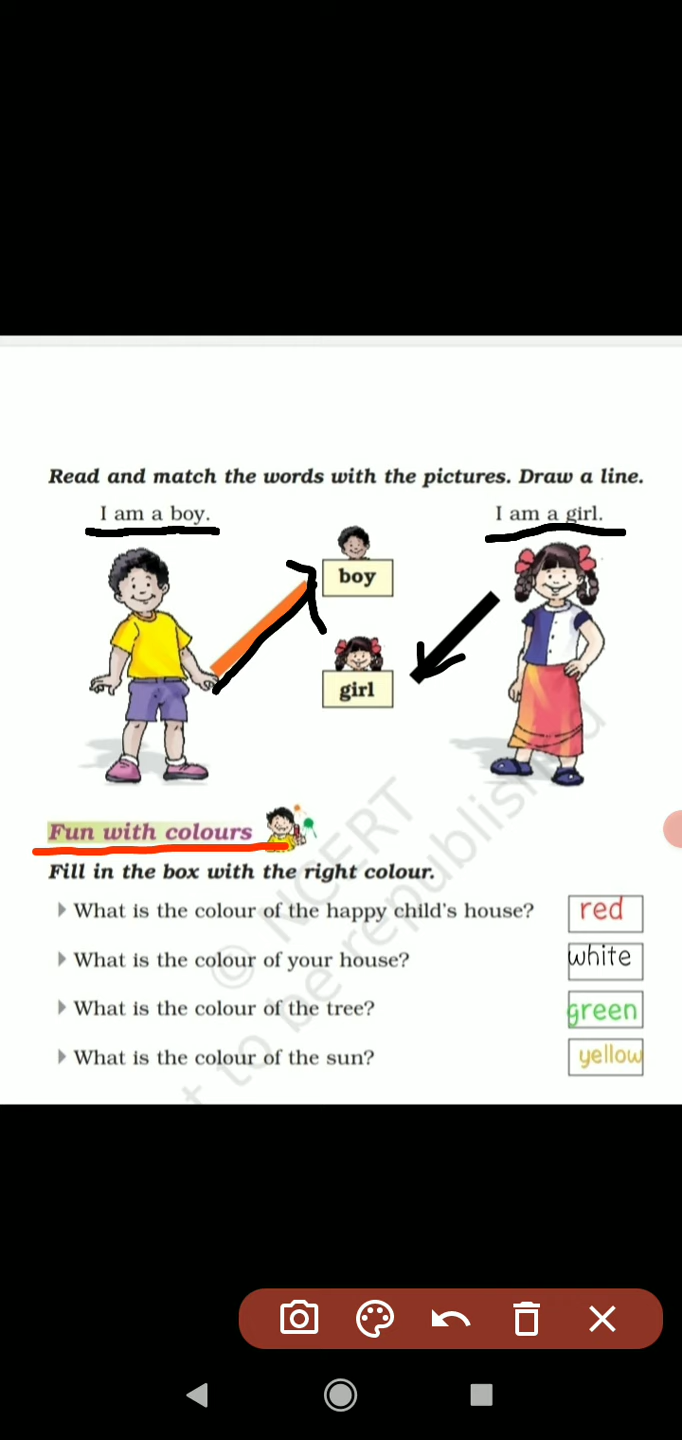 Read and match the words with the pictures. Draw a line.
I am a boy.
I am a girl.
boy
girl
Fun with colours
Fill in the box with the right colour.
What is the colour of the happy child's house? red
What is the colour of your house? white
What is the colour of the tree? green
What is the colour of the sun? yellow
© NCERT
t to be republished